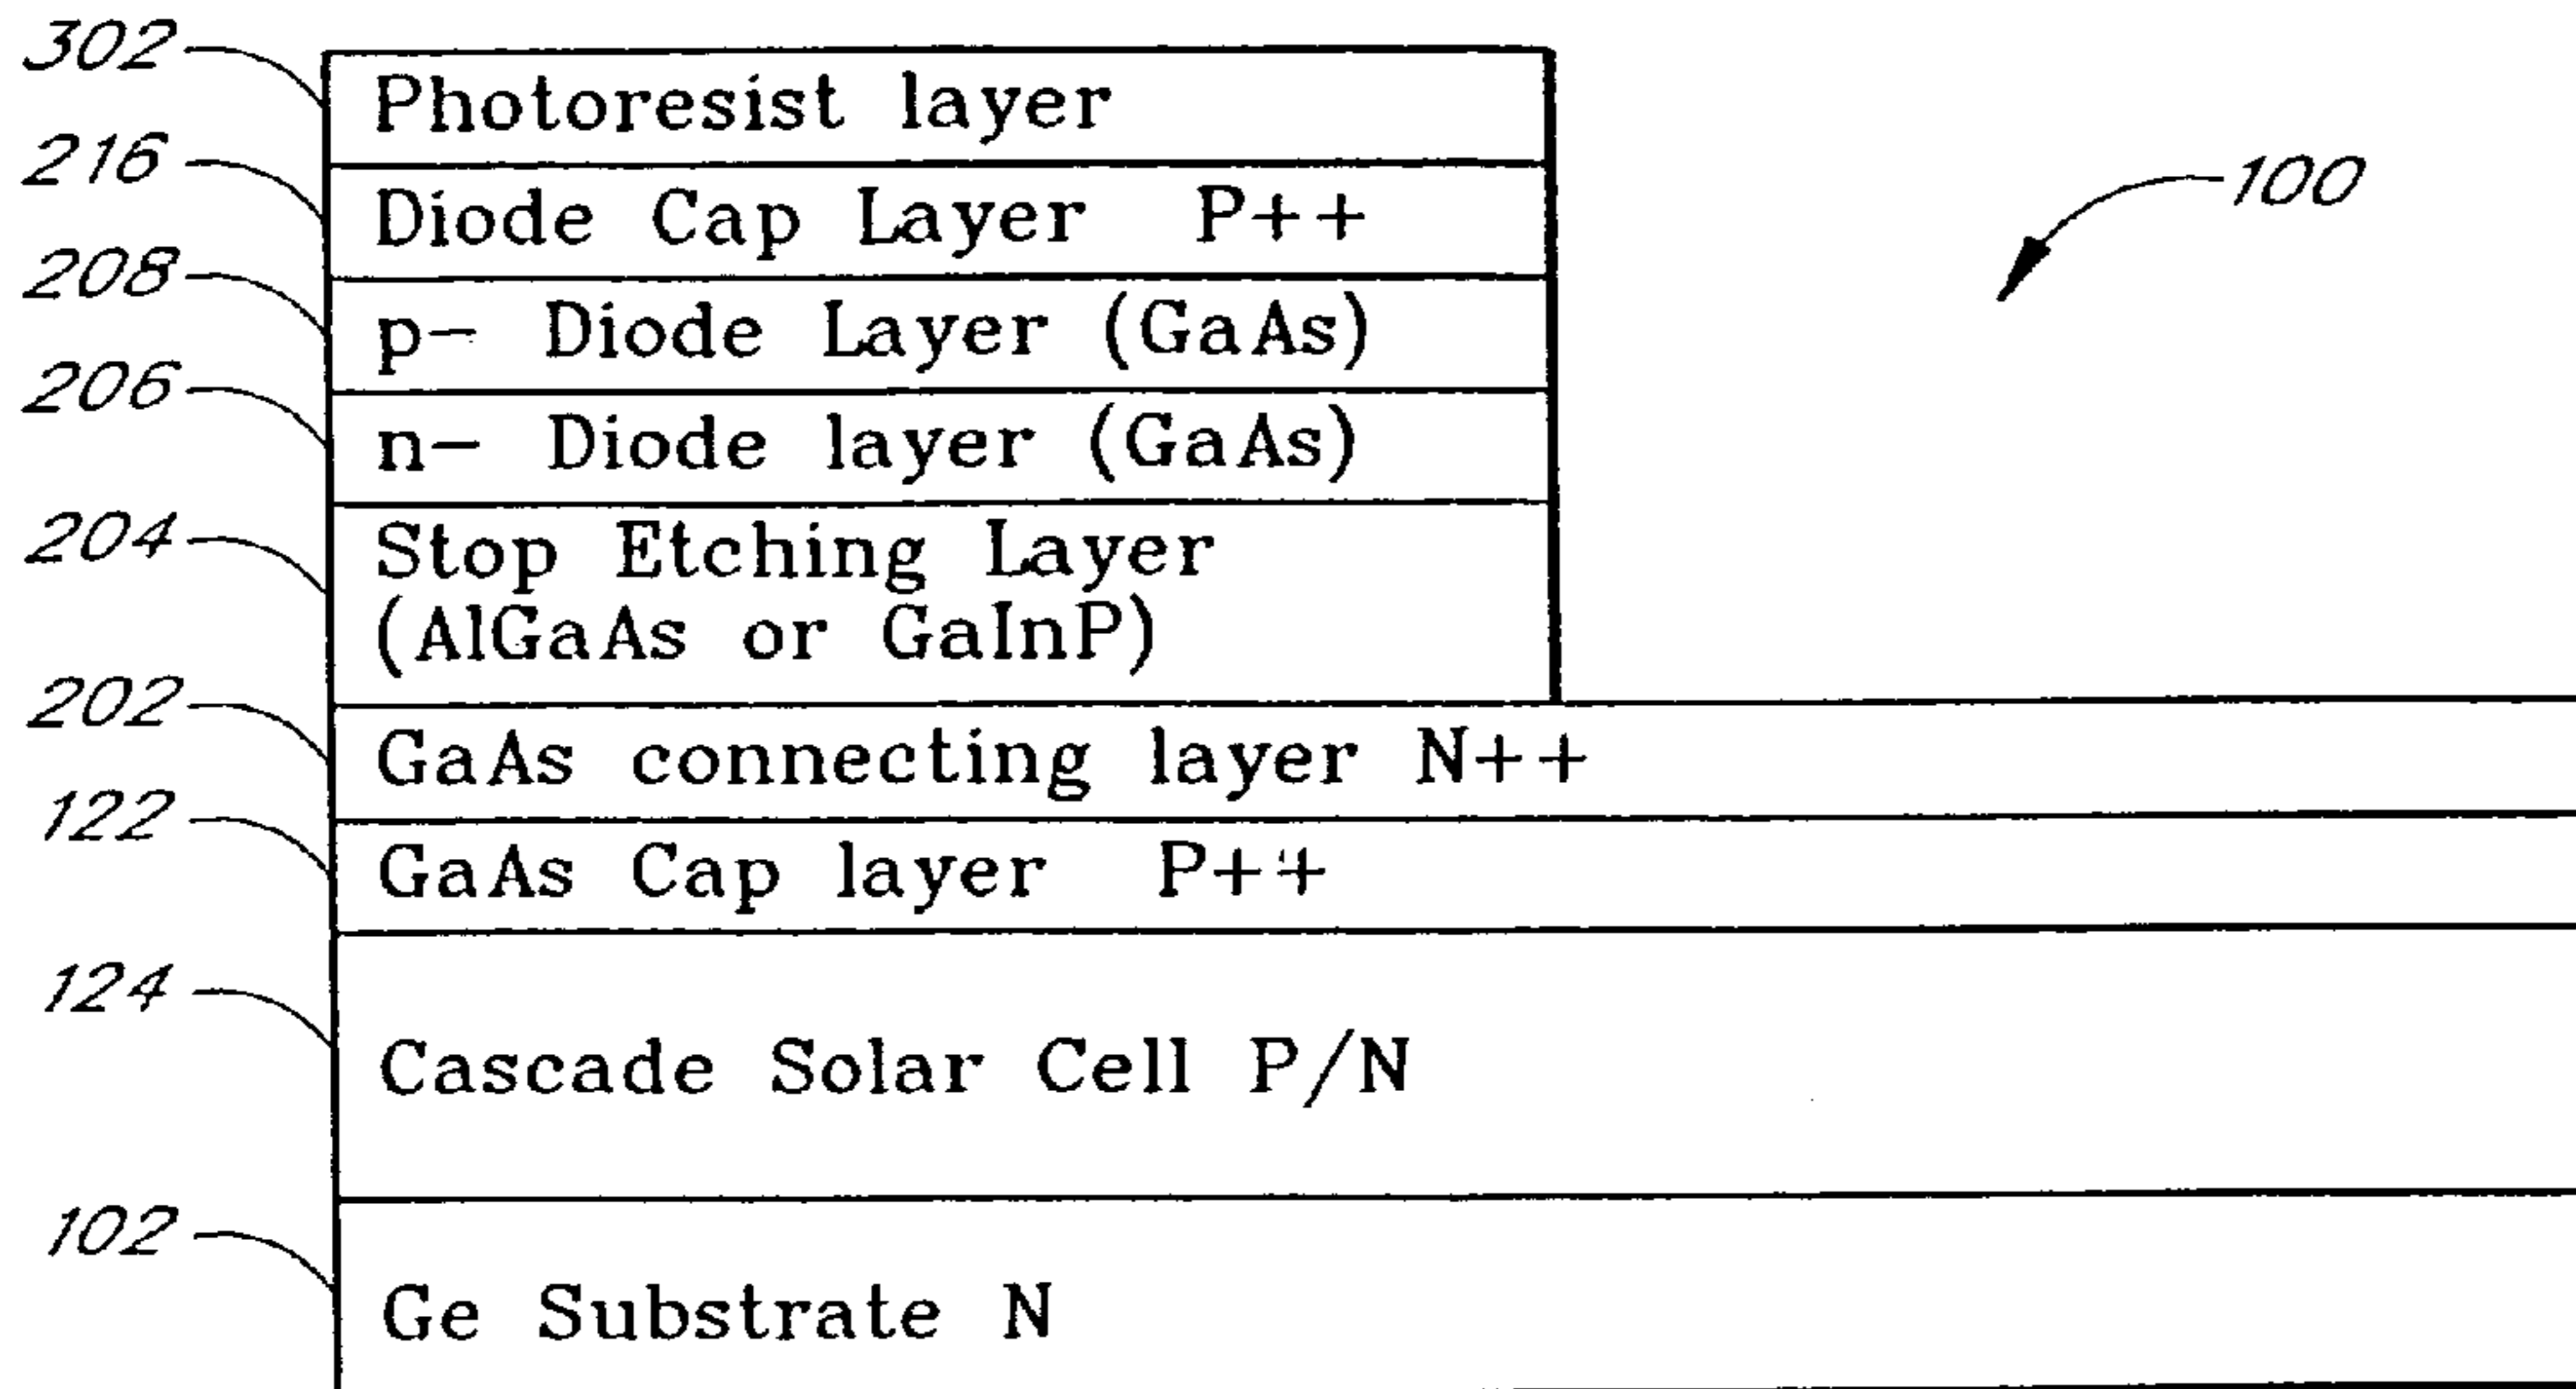 302
Photoresist layer
216
Diode Cap Layer P++
100
208
p- Diode Layer (GaAs)
206
n- Diode layer (GaAs)
204
Stop Etching Layer
(AlGaAs or GaInP)
202
GaAs connecting layer N++
122
GaAs Cap layer P++
124
Cascade Solar Cell P/N
102
Ge Substrate N